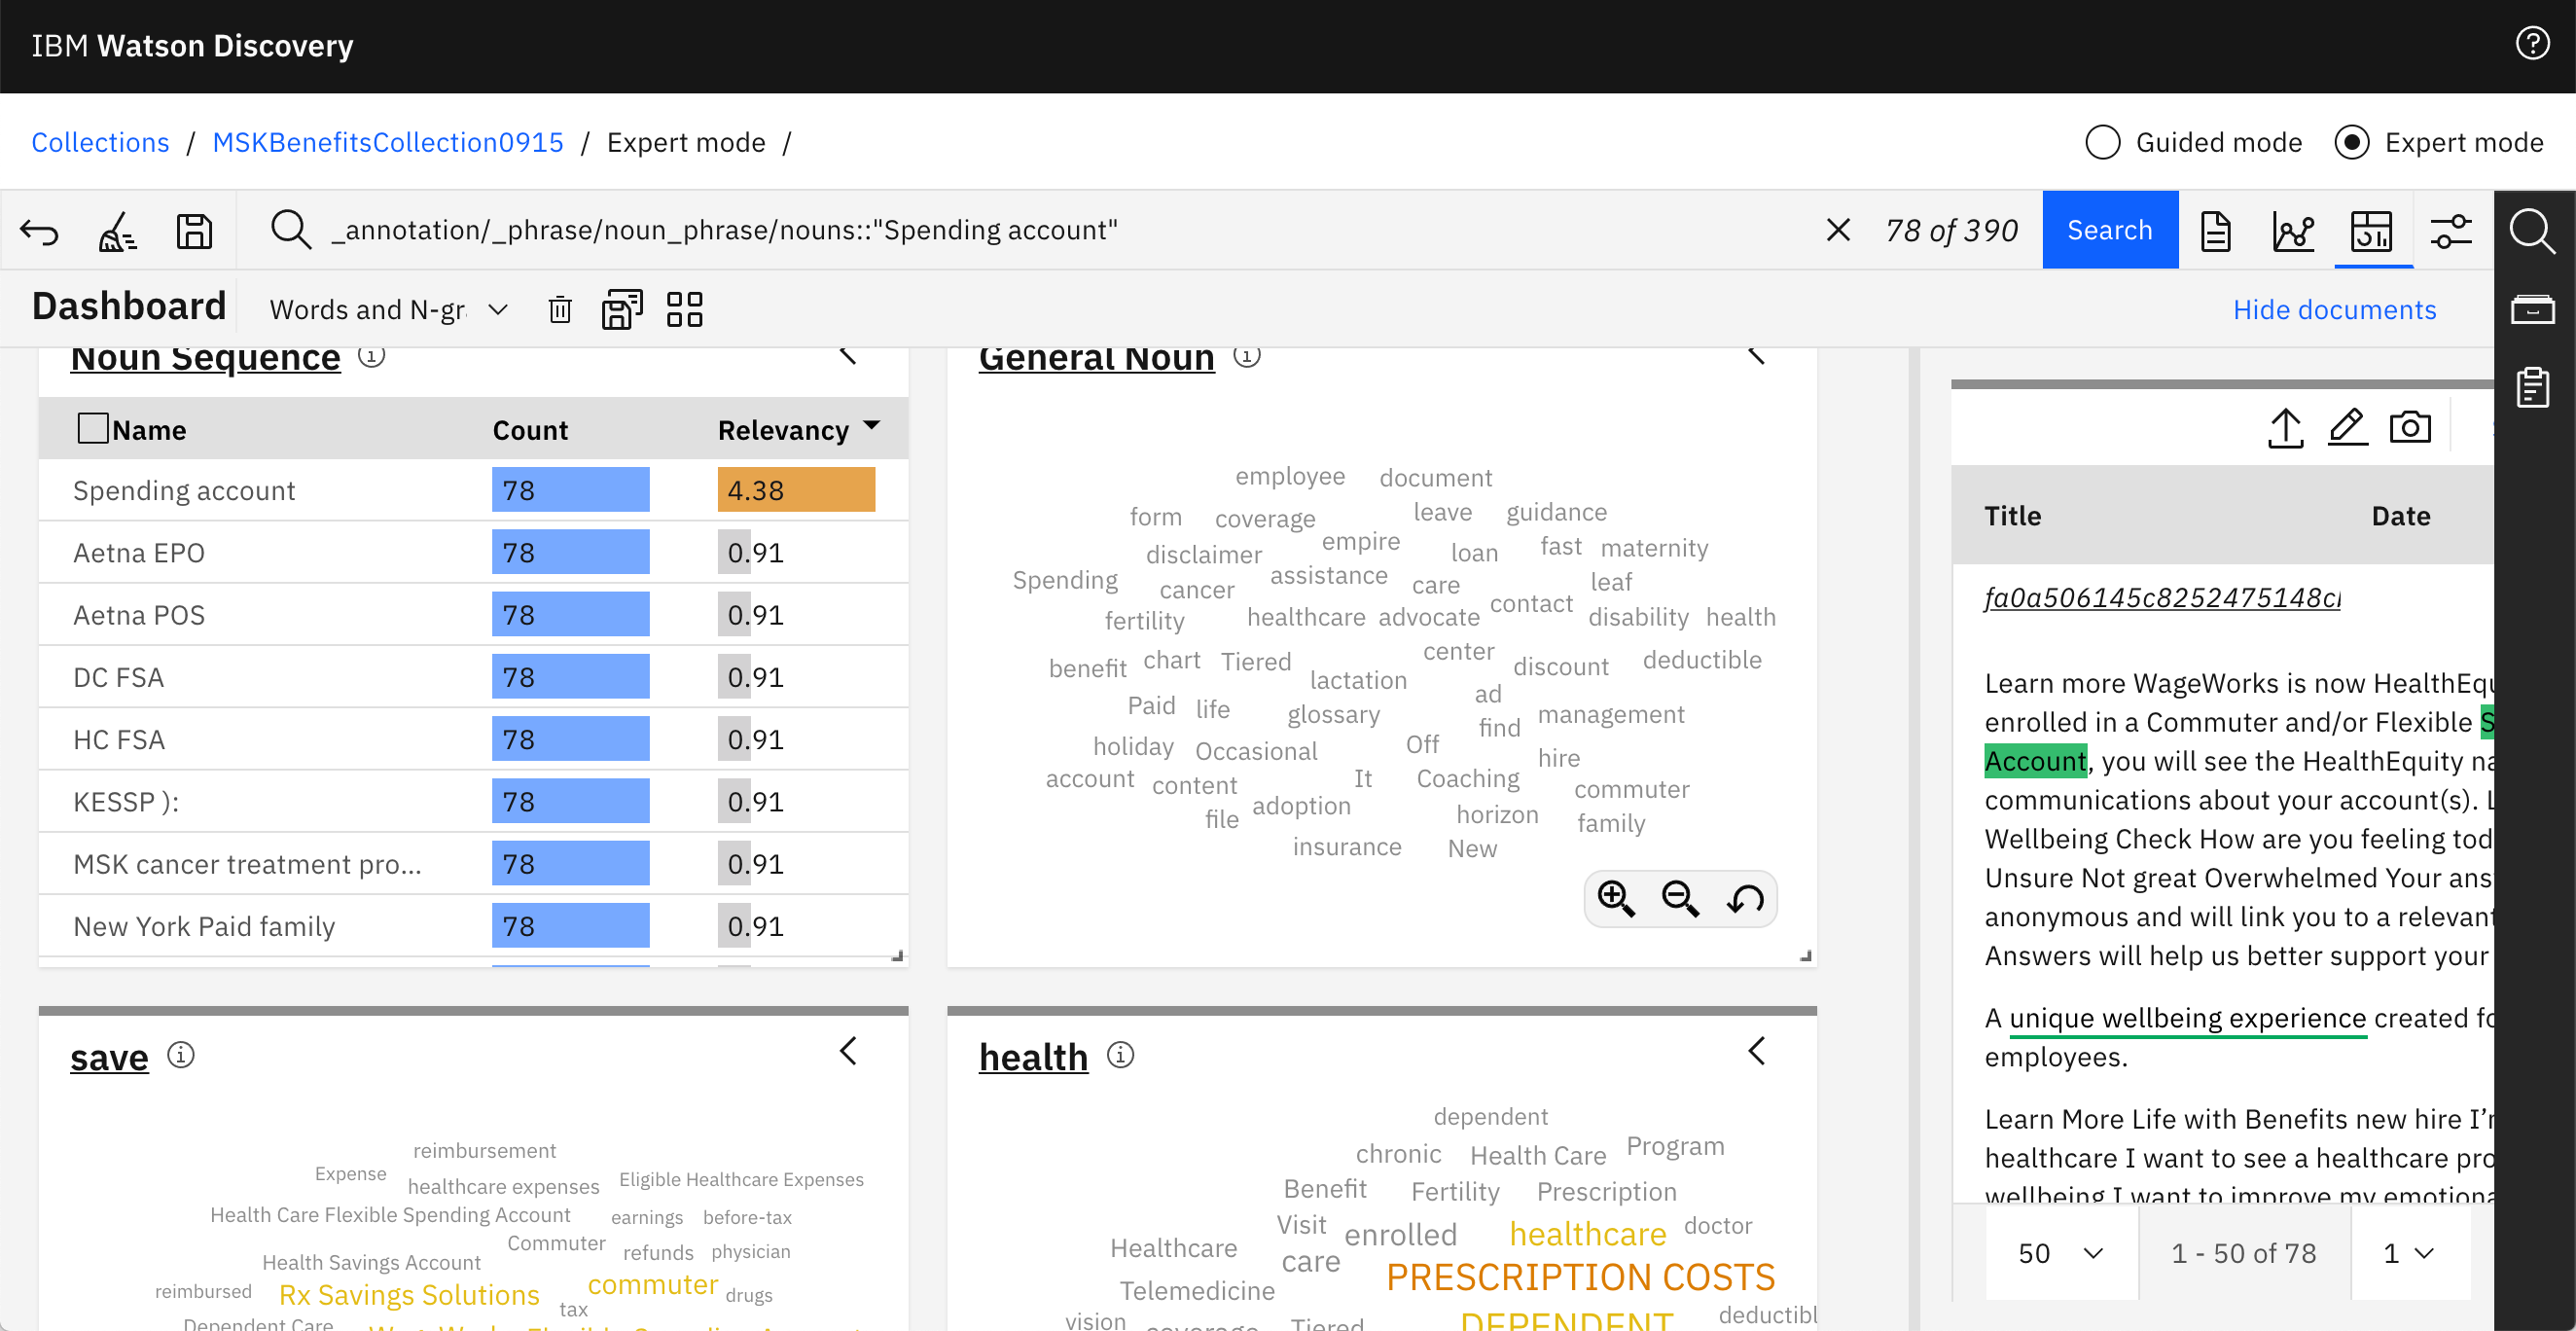 IBM Watson Discovery
Collections / MSKBenefitsCollection0915 / Expert mode /
Guided mode
Expert mode
_annotation/_phrase/noun_phrase/nouns::"Spending account"
78 of 390
Search
Dashboard
Words and N-gr
Hide documents
Noun Sequence
Name Count Relevancy
Spending account 78 4.38
Aetna EPO 78 0.91
Aetna POS 78 0.91
DC FSA 78 0.91
HC FSA 78 0.91
KESSP ): 78 0.91
MSK cancer treatment pro... 78 0.91
New York Paid family 78 0.91
General Noun
employee document
form coverage leave guidance
disclaimer empire loan fast maternity
Spending cancer assistance care leaf
fertility healthcare advocate contact disability health
benefit chart Tiered center discount deductible
lactation
Paid life glossary ad find management
holiday Occasional Off hire
account content It Coaching commuter
file adoption horizon family
insurance New
save
reimbursement
Expense healthcare expenses Eligible Healthcare Expenses
Health Care Flexible Spending Account earnings before-tax
Commuter
Health Savings Account refunds physician
reimbursed Rx Savings Solutions commuter drugs
tax
Dependent Care
health
dependent
chronic Health Care Program
Benefit Fertility Prescription
Visit enrolled healthcare doctor
Healthcare care
PRESCRIPTION COSTS
Telemedicine
vision coverage Tiered DEPENDENT deductibl
Title Date
fa0a506145c8252475148c
Learn more WageWorks is now HealthEqu
enrolled in a Commuter and/or Flexible S
Account, you will see the HealthEquity na
communications about your account(s). L
Wellbeing Check How are you feeling tod
Unsure Not great Overwhelmed Your ans
anonymous and will link you to a relevant
Answers will help us better support your
A unique wellbeing experience created fo
employees.
Learn More Life with Benefits new hire I'm
healthcare I want to see a healthcare pro
wellbeing I want to improve my emotiona
50
1 - 50 of 78
1